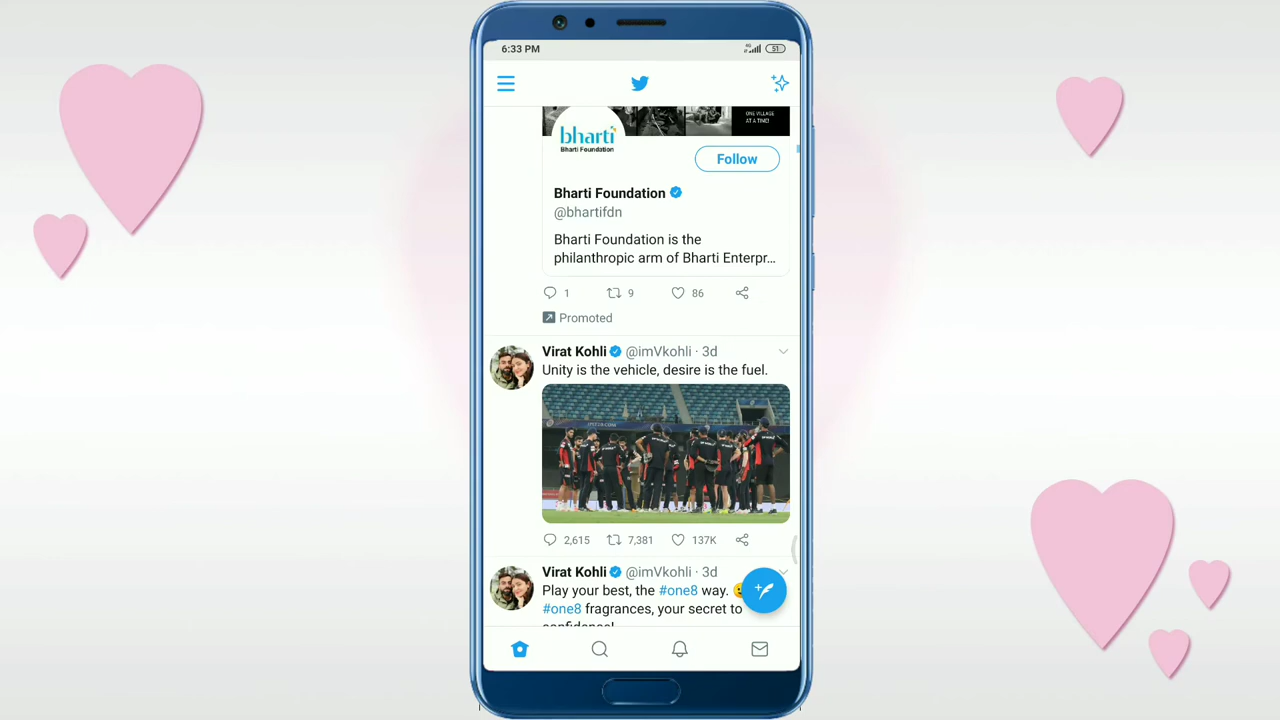 6:33 PM
4G
51
ONE VILLAGE
AT A TIME!
bharti
Bharti Foundation
Follow
Bharti Foundation
@bhartifdn
Bharti Foundation is the
philanthropic arm of Bharti Enterpr...
1 9 86
Promoted
Virat Kohli @imVkohli · 3d
Unity is the vehicle, desire is the fuel.
2,615 7,381 137K
Virat Kohli @imVkohli · 3d
Play your best, the #one8 way.
#one8 fragrances, your secret to
confidence!